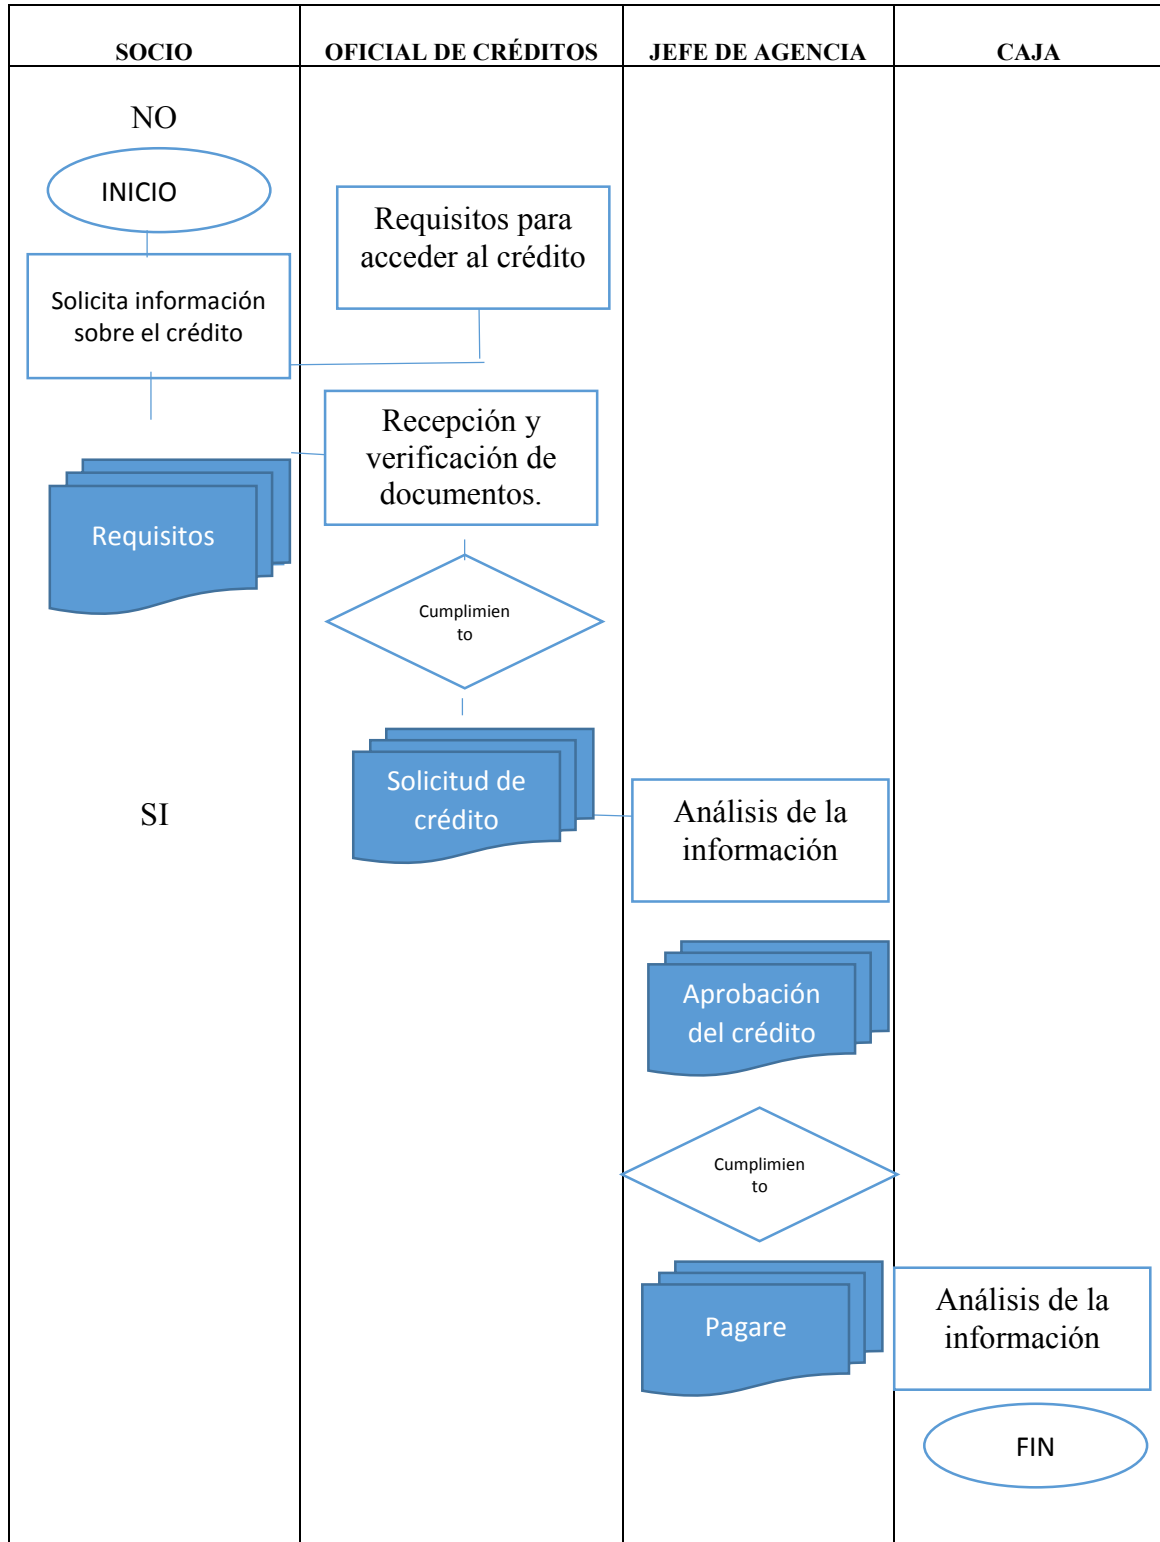 SOCIO
OFICIAL DE CRÉDITOS
JEFE DE AGENCIA
CAJA
NO
INICIO
Solicita información
sobre el crédito
Requisitos
SI
Requisitos para
acceder al crédito
Recepción y
verificación de
documentos.
Cumplimien
to
Solicitud de
crédito
Análisis de la
información
Aprobación
del crédito
Cumplimien
to
Pagare
Análisis de la
información
FIN